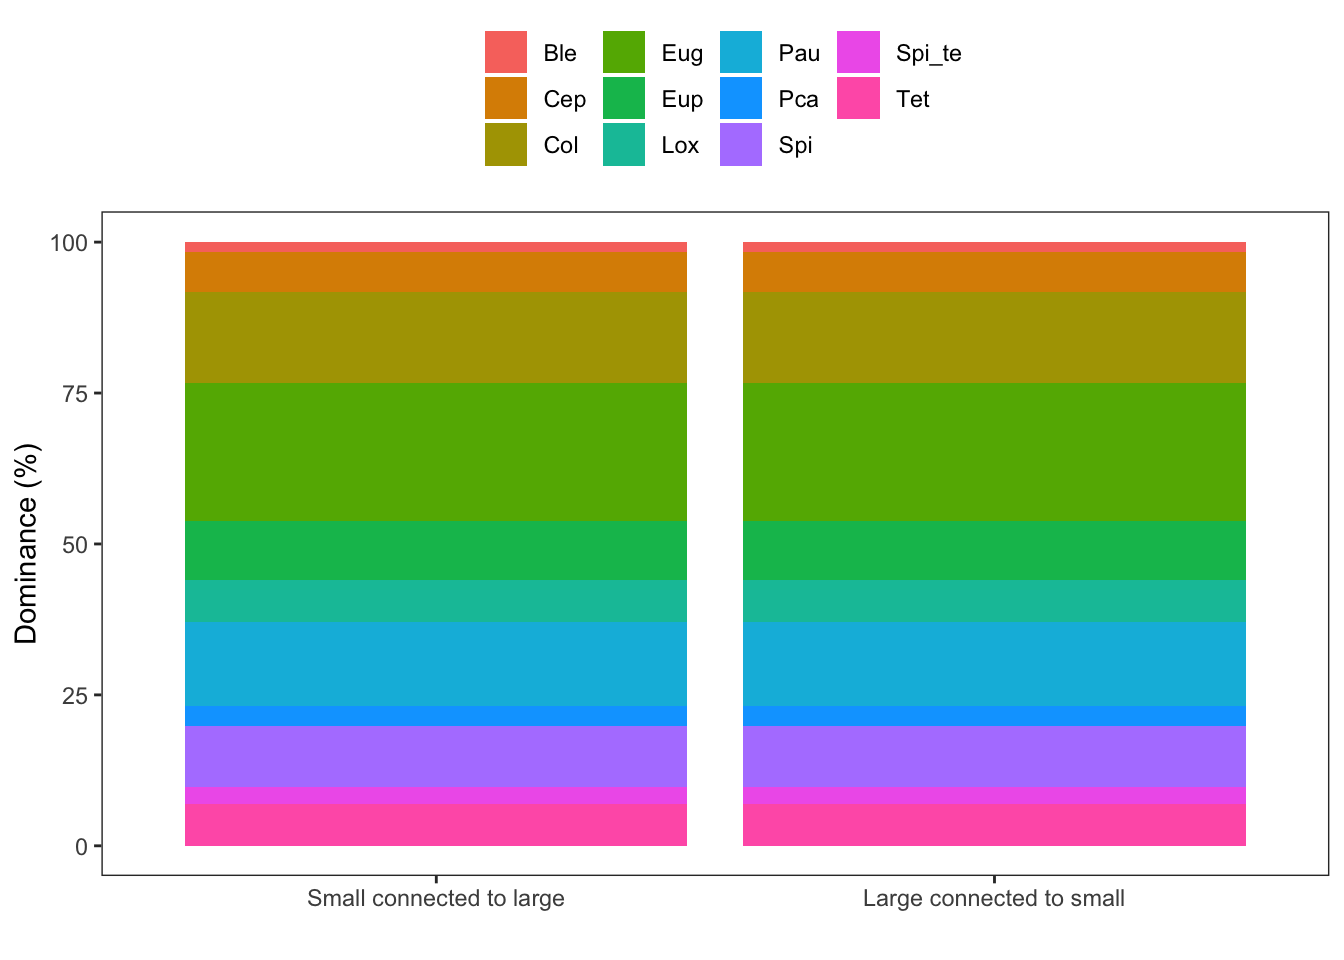 Ble Eug Pau Spi_te
Cep Eup Pca Tet
Col Lox Spi
100
75
50
25
0
Dominance (%)
Small connected to large Large connected to small